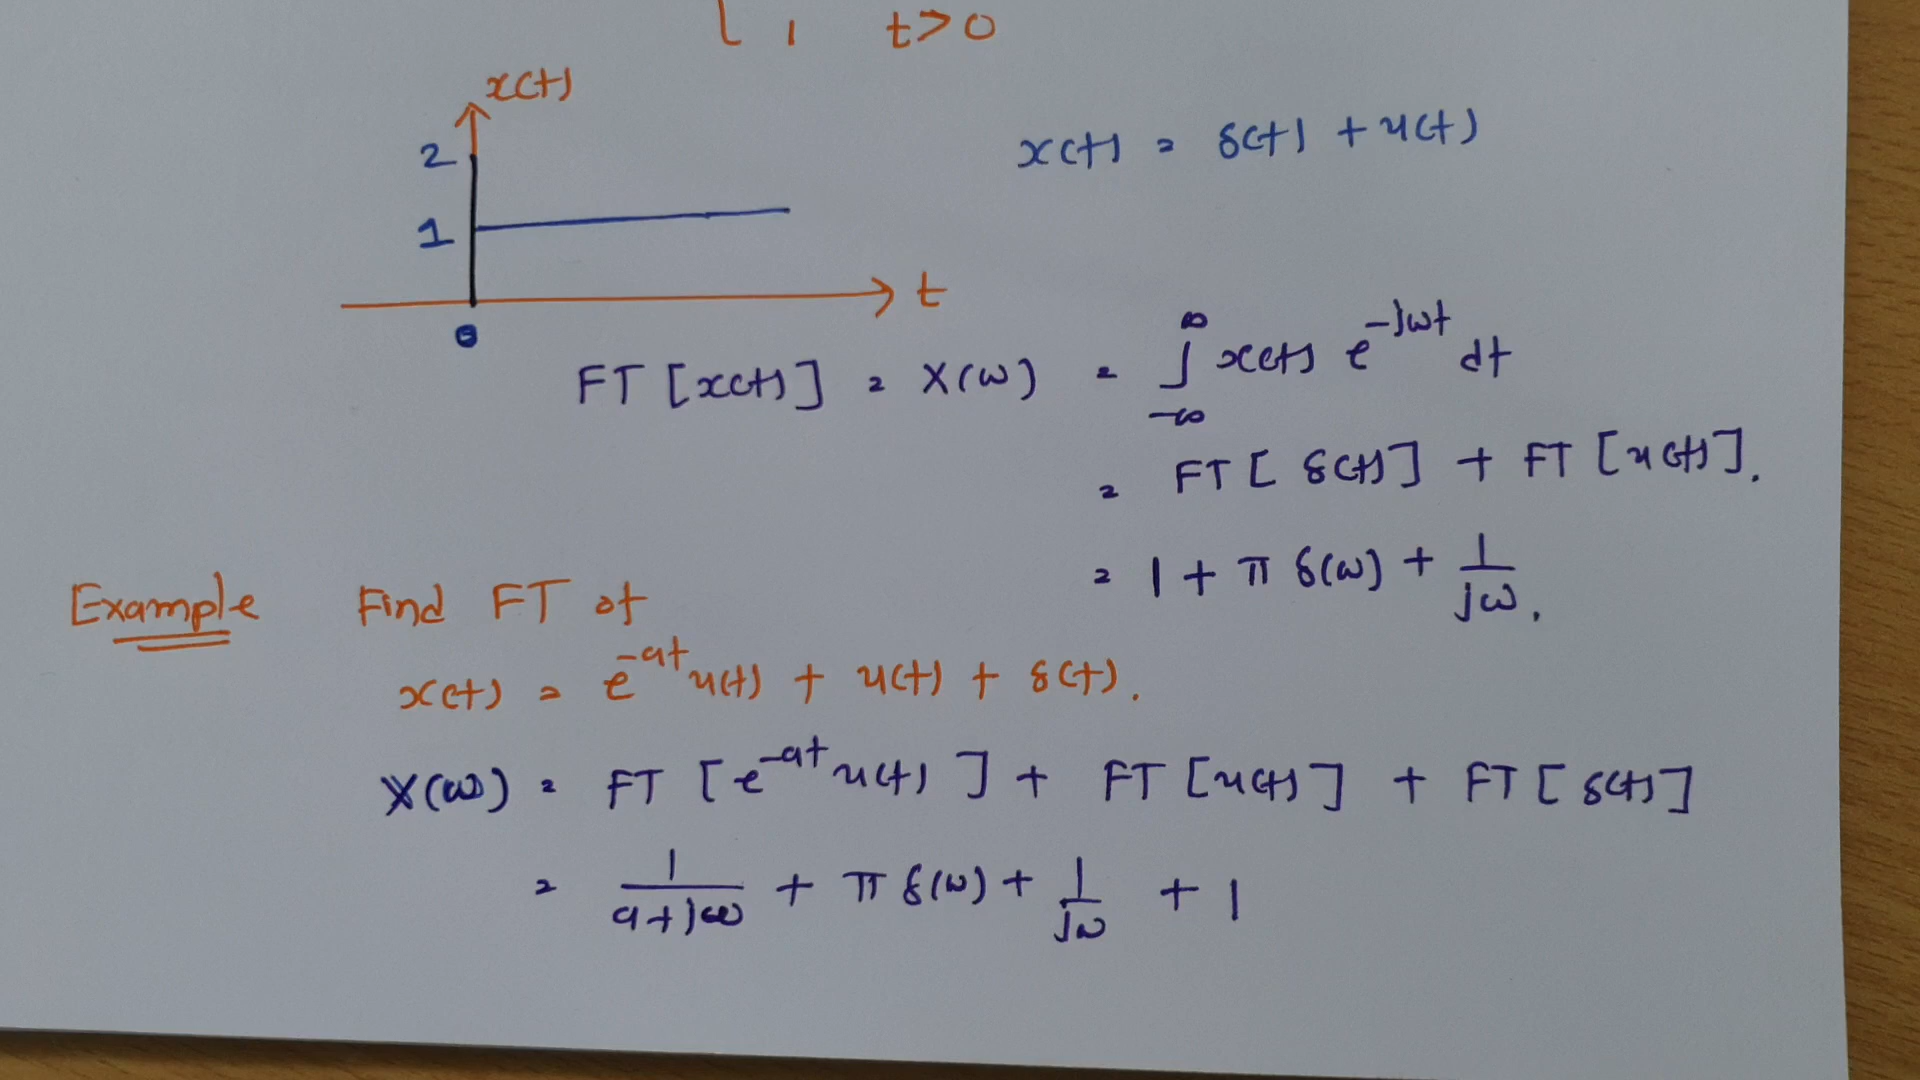 1 , t>0
x(t)
2
1
0
t
x(t) = δ(t) + u(t)
FT [x(t)] = X(ω) = ∫_{-∞}^{∞} x(t) e^{-jωt} dt
= FT [ δ(t)] + FT [u(t)].
= 1 + π δ(ω) + 1/jω.
Example Find FT of
x(t) = e^{-at} u(t) + u(t) + δ(t).
X(ω) = FT [e^{-at} u(t) ] + FT [u(t)] + FT [ δ(t)]
= 1/(a+jω) + π δ(ω) + 1/jω + 1